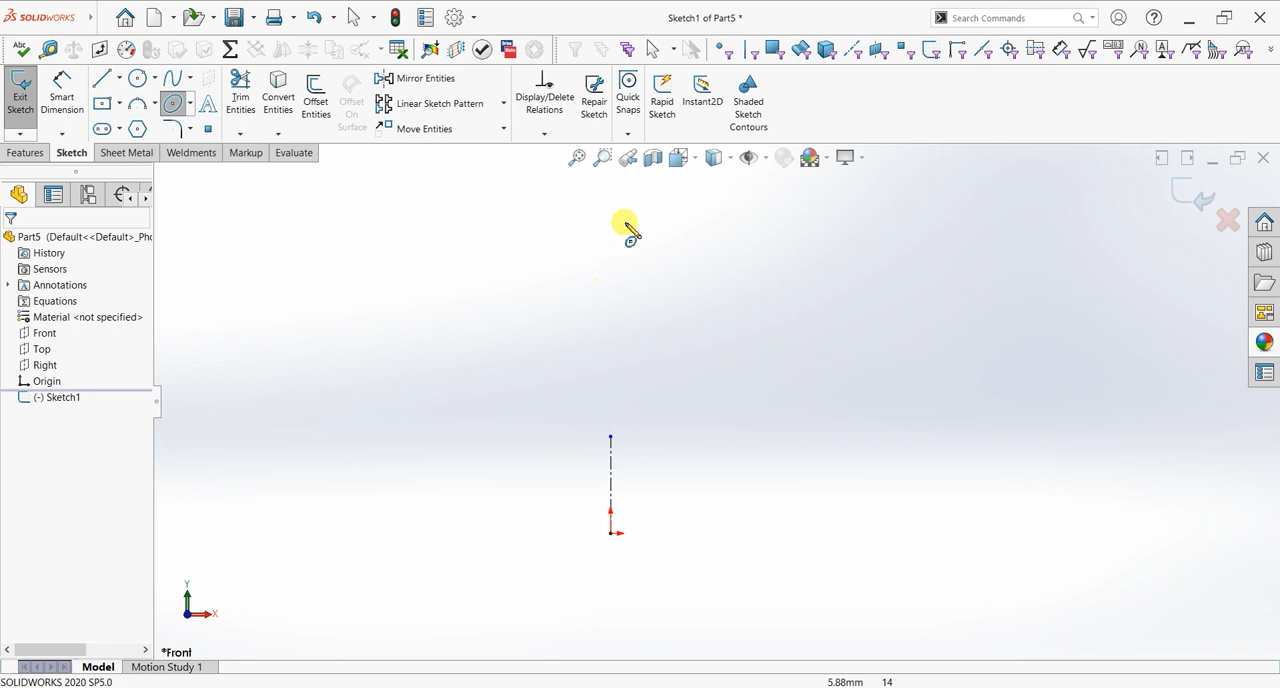 SOLIDWORKS
Sketch1 of Part5 *
Search Commands
Exit Sketch
Smart Dimension
Trim Entities
Convert Entities
Offset Entities
Offset On Surface
Mirror Entities
Linear Sketch Pattern
Move Entities
Display/Delete Relations
Repair Sketch
Quick Snaps
Rapid Sketch
Instant2D
Shaded Sketch Contours
Features
Sketch
Sheet Metal
Weldments
Markup
Evaluate
Part5 (Default<<Default>_Pho
History
Sensors
Annotations
Equations
Material <not specified>
Front
Top
Right
Origin
(-) Sketch1
Y
X
*Front
Model
Motion Study 1
SOLIDWORKS 2020 SP5.0
5.88mm
14